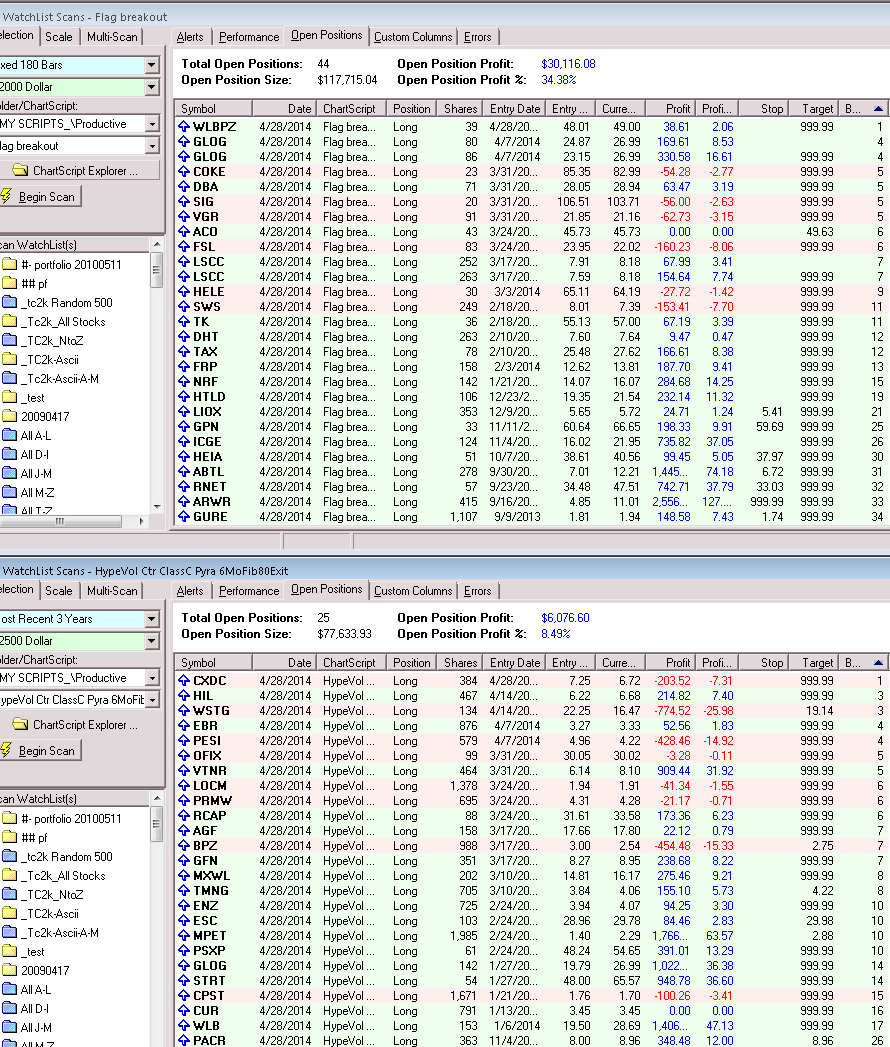 WatchList Scans - Flag breakout
election Scale Multi-Scan Alerts Performance Open Positions Custom Columns Errors
xed 180 Bars
2000 Dollar
older/ChartScript:
MY SCRIPTS_\Productive
lag breakout
ChartScript Explorer ...
Begin Scan
Total Open Positions: 44 Open Position Profit: $30,116.08
Open Position Size: $117,715.04 Open Position Profit %: 34.38%
Symbol Date ChartScript Position Shares Entry Date Entry ... Curre... Profit Profi... Stop Target B...
WLBPZ 4/28/2014 Flag brea... Long 39 4/28/20... 48.01 49.00 38.61 2.06 999.99 1
GLOG 4/28/2014 Flag brea... Long 80 4/7/2014 24.87 26.99 169.61 8.53 4
GLOG 4/28/2014 Flag brea... Long 86 4/7/2014 23.15 26.99 330.58 16.61 999.99 4
COKE 4/28/2014 Flag brea... Long 23 3/31/20... 85.35 82.99 -54.28 -2.77 999.99 5
DBA 4/28/2014 Flag brea... Long 71 3/31/20... 28.05 28.94 63.47 3.19 999.99 5
SIG 4/28/2014 Flag brea... Long 20 3/31/20... 106.51 103.71 -56.00 -2.63 999.99 5
VGR 4/28/2014 Flag brea... Long 91 3/31/20... 21.85 21.16 -62.73 -3.15 999.99 5
ACO 4/28/2014 Flag brea... Long 43 3/24/20... 45.73 45.73 0.00 0.00 49.63 6
FSL 4/28/2014 Flag brea... Long 83 3/24/20... 23.95 22.02 -160.23 -8.06 999.99 6
LSCC 4/28/2014 Flag brea... Long 252 3/17/20... 7.91 8.18 67.99 3.41 7
LSCC 4/28/2014 Flag brea... Long 263 3/17/20... 7.59 8.18 154.64 7.74 999.99 7
HELE 4/28/2014 Flag brea... Long 30 3/3/2014 65.11 64.19 -27.72 -1.42 999.99 9
SWS 4/28/2014 Flag brea... Long 249 2/18/20... 8.01 7.39 -153.41 -7.70 999.99 11
TK 4/28/2014 Flag brea... Long 36 2/18/20... 55.13 57.00 67.19 3.39 999.99 11
DHT 4/28/2014 Flag brea... Long 263 2/10/20... 7.60 7.64 9.47 0.47 999.99 12
TAX 4/28/2014 Flag brea... Long 78 2/10/20... 25.48 27.62 166.61 8.38 999.99 12
FRP 4/28/2014 Flag brea... Long 158 2/3/2014 12.62 13.81 187.70 9.41 999.99 13
NRF 4/28/2014 Flag brea... Long 142 1/21/20... 14.07 16.07 284.68 14.25 999.99 15
HTLD 4/28/2014 Flag brea... Long 106 12/23/2... 19.35 21.54 232.14 11.32 999.99 19
LIOX 4/28/2014 Flag brea... Long 353 12/9/20... 5.65 5.72 24.71 1.24 5.41 999.99 21
GPN 4/28/2014 Flag brea... Long 33 11/11/2... 60.64 66.65 198.33 9.91 59.69 999.99 25
ICGE 4/28/2014 Flag brea... Long 124 11/4/20... 16.02 21.95 735.82 37.05 999.99 26
HEIA 4/28/2014 Flag brea... Long 51 10/7/20... 38.61 40.56 99.45 5.05 37.97 999.99 30
ABTL 4/28/2014 Flag brea... Long 278 9/30/20... 7.01 12.21 1,445... 74.18 6.72 999.99 31
RNET 4/28/2014 Flag brea... Long 57 9/23/20... 34.48 47.51 742.71 37.79 33.03 999.99 32
ARWR 4/28/2014 Flag brea... Long 415 9/16/20... 4.85 11.01 2,556... 127.... 999.99 999.99 33
GURE 4/28/2014 Flag brea... Long 1,107 9/9/2013 1.81 1.94 148.58 7.43 1.74 999.99 34
can WatchList(s)
#- portfolio 20100511
## pf
_tc2k Random 500
_Tc2k_All Stocks
_TC2K_NtoZ
_TC2k-Ascii
_Tc2k-Ascii-A-M
_test
20090417
All A-L
All D-I
All J-M
All M-Z
All T-Z
WatchList Scans - HypeVol Ctr ClassC Pyra 6MoFib80Exit
election Scale Multi-Scan Alerts Performance Open Positions Custom Columns Errors
ost Recent 3 Years
2500 Dollar
older/ChartScript:
MY SCRIPTS_\Productive
ypeVol Ctr ClassC Pyra 6MoFit
ChartScript Explorer ...
Begin Scan
Total Open Positions: 25 Open Position Profit: $6,076.60
Open Position Size: $77,633.93 Open Position Profit %: 8.49%
Symbol Date ChartScript Position Shares Entry Date Entry ... Curre... Profit Profi... Stop Target B...
CXDC 4/28/2014 HypeVol ... Long 384 4/28/20... 7.25 6.72 -203.52 -7.31 999.99 1
HIL 4/28/2014 HypeVol ... Long 467 4/14/20... 6.22 6.68 214.82 7.40 999.99 3
WSTG 4/28/2014 HypeVol ... Long 134 4/14/20... 22.25 16.47 -774.52 -25.98 19.14 3
EBR 4/28/2014 HypeVol ... Long 876 4/7/2014 3.27 3.33 52.56 1.83 999.99 4
PESI 4/28/2014 HypeVol ... Long 579 4/7/2014 4.96 4.22 -428.46 -14.92 999.99 4
OFIX 4/28/2014 HypeVol ... Long 99 3/31/20... 30.05 30.02 -3.28 -0.11 999.99 5
VTNR 4/28/2014 HypeVol ... Long 464 3/31/20... 6.14 8.10 909.44 31.92 999.99 5
LOCM 4/28/2014 HypeVol ... Long 1,378 3/24/20... 1.94 1.91 -41.34 -1.55 999.99 6
PRMW 4/28/2014 HypeVol ... Long 695 3/24/20... 4.31 4.28 -21.17 -0.71 999.99 6
RCAP 4/28/2014 HypeVol ... Long 88 3/24/20... 31.61 33.58 173.36 6.23 999.99 6
AGF 4/28/2014 HypeVol ... Long 158 3/17/20... 17.66 17.80 22.12 0.79 999.99 7
BPZ 4/28/2014 HypeVol ... Long 988 3/17/20... 3.00 2.54 -454.48 -15.33 2.75 7
GFN 4/28/2014 HypeVol ... Long 351 3/17/20... 8.27 8.95 238.68 8.22 999.99 7
MXWL 4/28/2014 HypeVol ... Long 202 3/10/20... 14.81 16.17 275.46 9.21 999.99 8
TMNG 4/28/2014 HypeVol ... Long 705 3/10/20... 3.84 4.06 155.10 5.73 4.22 8
ENZ 4/28/2014 HypeVol ... Long 725 2/24/20... 3.94 4.07 94.25 3.30 999.99 10
ESC 4/28/2014 HypeVol ... Long 103 2/24/20... 28.96 29.78 84.46 2.83 29.98 10
MPET 4/28/2014 HypeVol ... Long 1,985 2/24/20... 1.40 2.29 1,766... 63.57 2.88 10
PSXP 4/28/2014 HypeVol ... Long 61 2/24/20... 48.24 54.65 391.01 13.29 999.99 10
GLOG 4/28/2014 HypeVol ... Long 142 1/27/20... 19.79 26.99 1,022... 36.38 999.99 14
STRT 4/28/2014 HypeVol ... Long 54 1/27/20... 48.00 65.57 948.78 36.60 999.99 14
CPST 4/28/2014 HypeVol ... Long 1,671 1/21/20... 1.76 1.70 -100.26 -3.41 999.99 15
CUR 4/28/2014 HypeVol ... Long 791 1/13/20... 3.45 3.45 0.00 0.00 999.99 16
WLB 4/28/2014 HypeVol ... Long 153 1/6/2014 19.50 28.69 1,406... 47.13 999.99 17
PACR 4/28/2014 HypeVol ... Long 363 11/4/20... 8.00 8.96 348.48 12.00 8.96 26
can WatchList(s)
#- portfolio 20100511
## pf
_tc2k Random 500
_Tc2k_All Stocks
_TC2K_NtoZ
_TC2k-Ascii
_Tc2k-Ascii-A-M
_test
20090417
All A-L
All D-I
All J-M
All M-Z